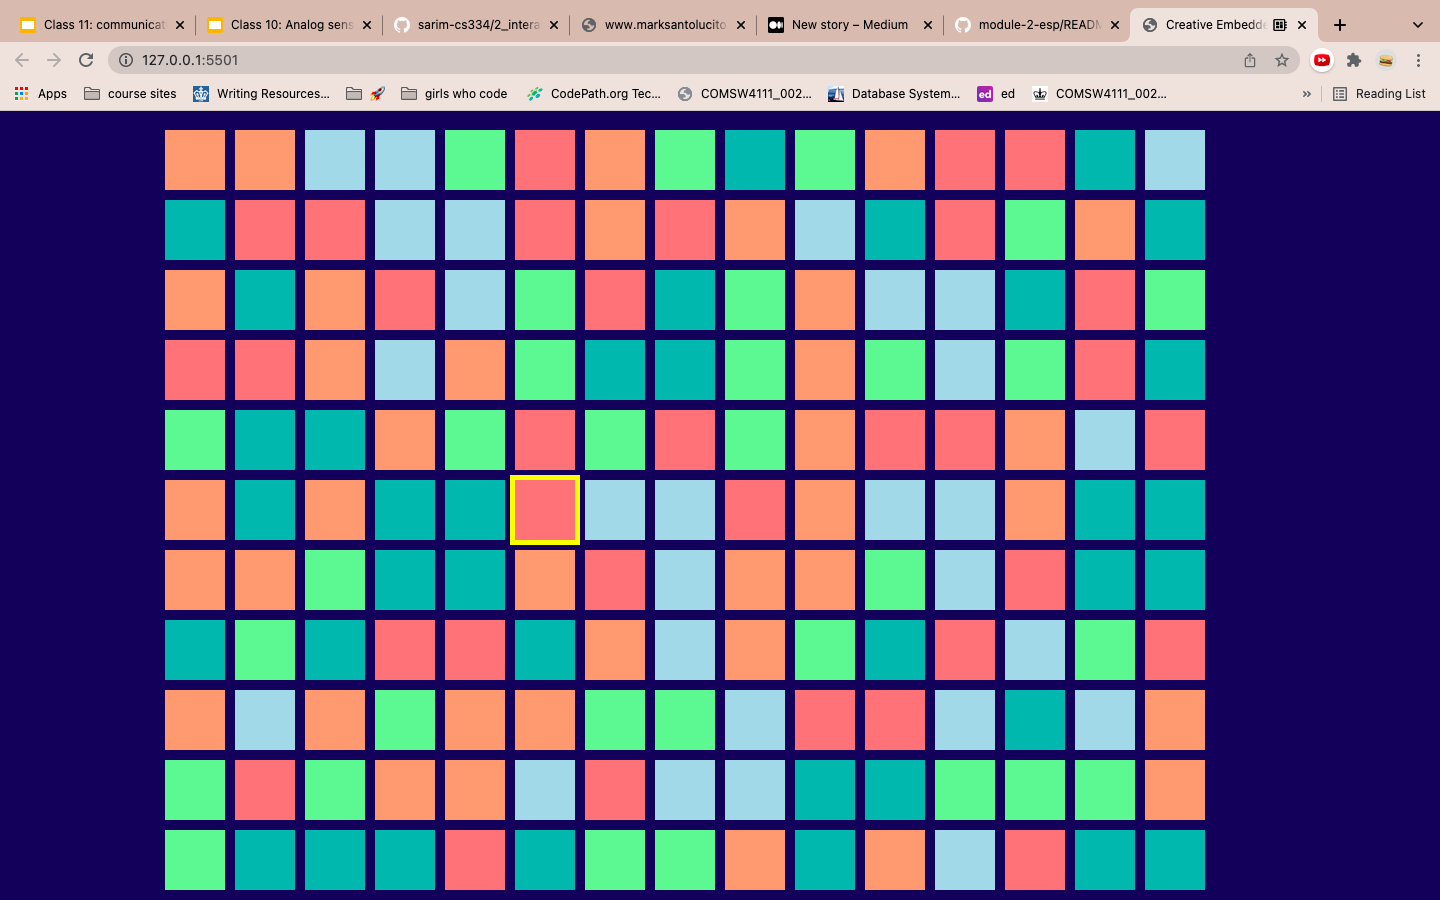 Class 11: communicat
Class 10: Analog sens
sarim-cs334/2_intera
www.marksantolucito
New story – Medium
module-2-esp/READM
Creative Embedde
127.0.0.1:5501
Apps
course sites
Writing Resources...
girls who code
CodePath.org Tec...
COMSW4111_002...
Database System...
ed
ed
COMSW4111_002...
»
Reading List